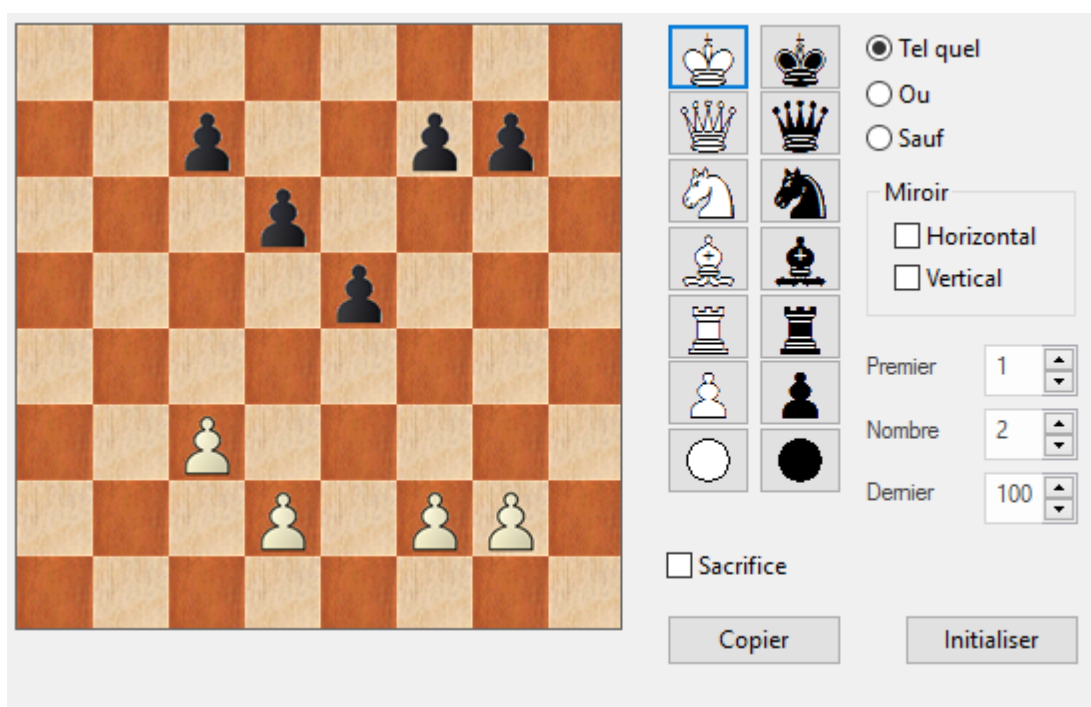 Tel quel
Ou
Sauf
Miroir
Horizontal
Vertical
Premier 1
Nombre 2
Dernier 100
Sacrifice
Copier Initialiser